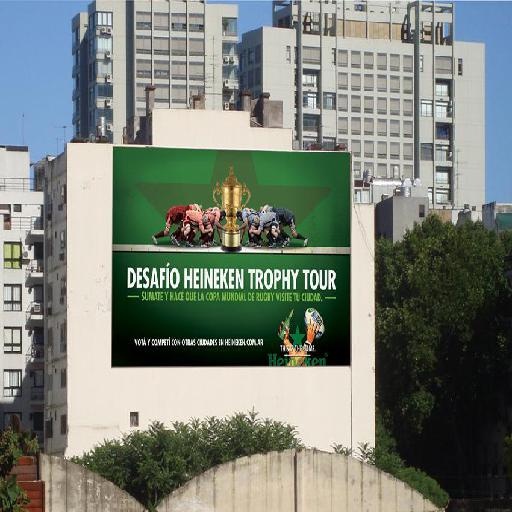 DESAFÍO HEINEKEN TROPHY TOUR
SUMATE Y HACE QUE LA COPA MUNDIAL DE RUGBY VISITE TU CIUDAD.
VOTÁ Y COMPETÍ CON OTRAS CIUDADES EN HEINEKEN.COM.AR
Heineken